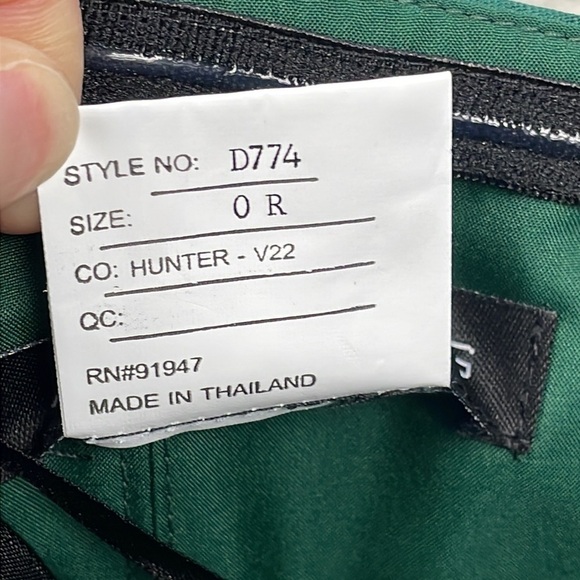 STYLE NO: D774
SIZE: 0 R
CO: HUNTER - V22
QC:
RN#91947
MADE IN THAILAND